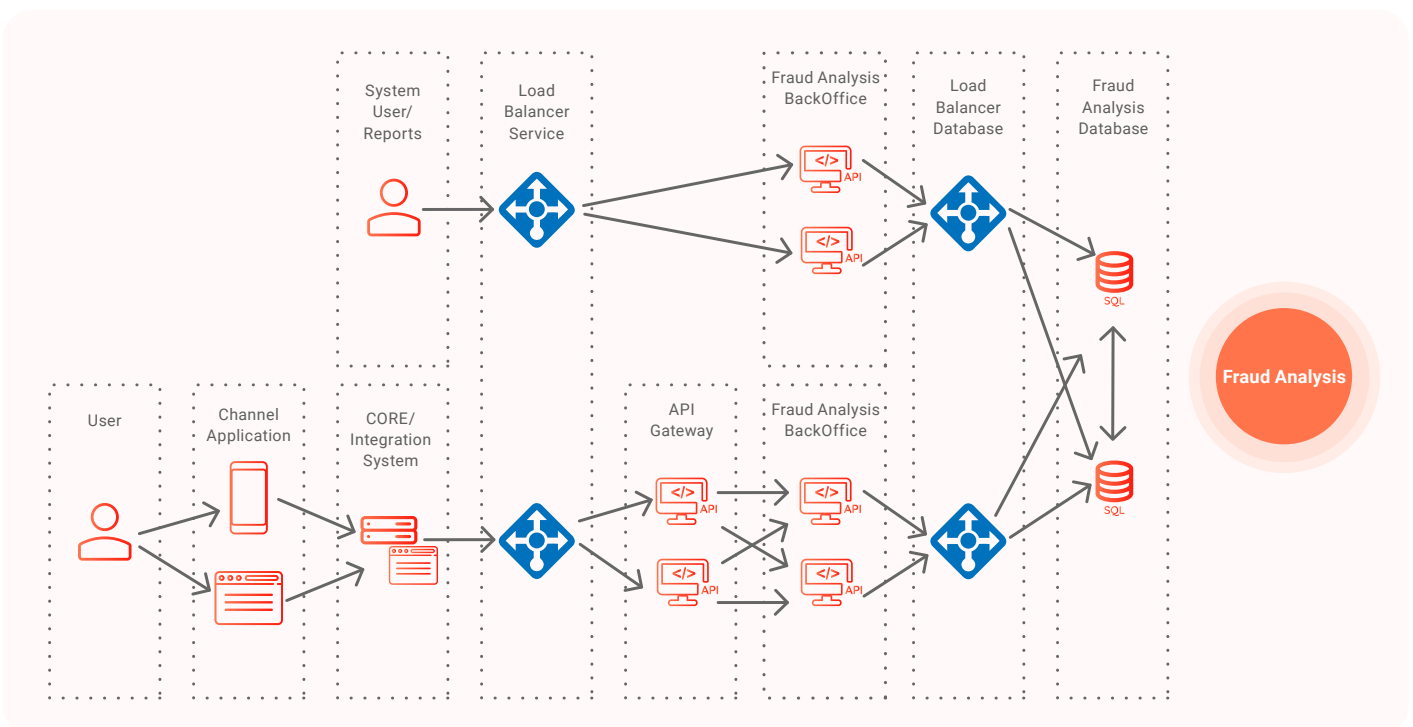 System
User/
Reports
Load
Balancer
Service
Fraud Analysis
BackOffice
Load
Balancer
Database
Fraud
Analysis
Database
</> API
</> API
SQL
Fraud Analysis
User
Channel
Application
CORE/
Integration
System
API
Gateway
Fraud Analysis
BackOffice
</> API
</> API
SQL
</> API
</> API